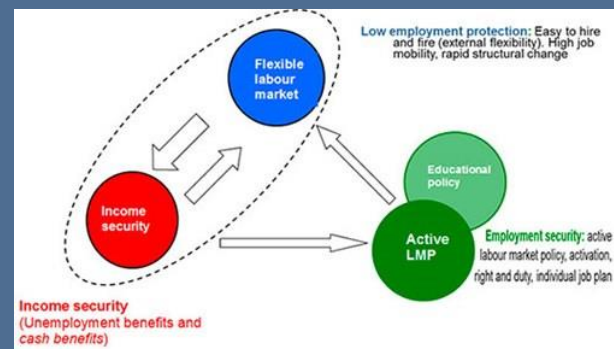 Low employment protection: Easy to hire
and fire (external flexibility). High job
mobility, rapid structural change
Flexible
labour
market
Educational
policy
Income
security
Active
LMP
Employment security: active
labour market policy, activation,
right and duty, individual job plan
Income security
(Unemployment benefits and
cash benefits)